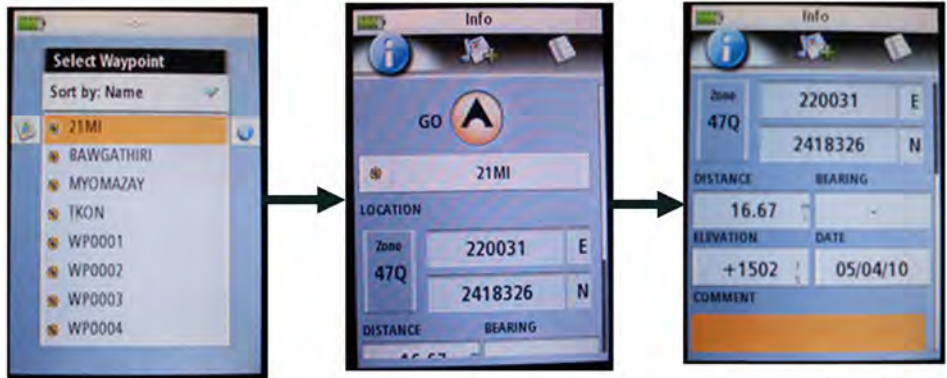 Select Waypoint
Sort by: Name
21MI
BAWGATHIRI
MYOMAZAY
TKON
WP0001
WP0002
WP0003
WP0004
Info
GO
21MI
LOCATION
Zone
47Q
220031 E
2418326 N
DISTANCE BEARING
16.67
Info
Zone
47Q
220031 E
2418326 N
DISTANCE BEARING
16.67 -
ELEVATION DATE
+1502 05/04/10
COMMENT